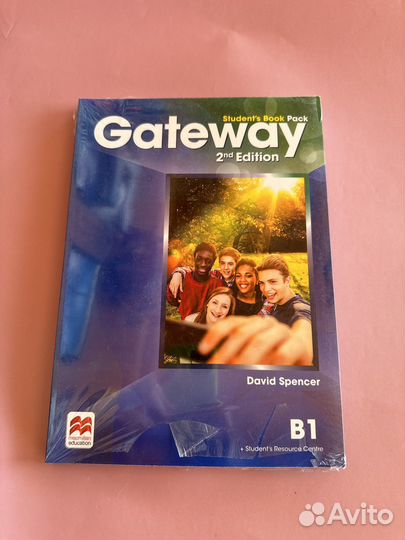 Student's Book Pack
Gateway
2nd Edition
David Spencer
B1
+ Student's Resource Centre
macmillan
education
Avito